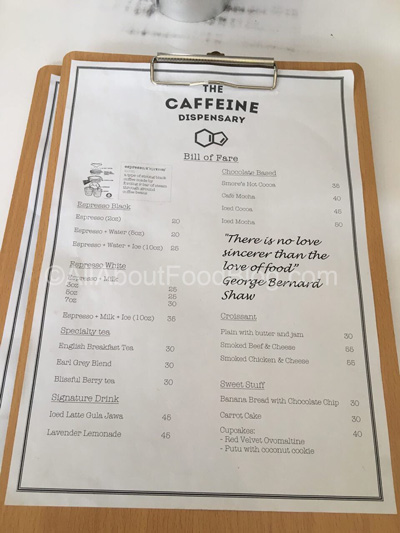 THE
CAFFEINE
DISPENSARY
Bill of Fare
Espresso Black
Espresso (2oz) 20
Espresso + Water (6oz) 20
Espresso + Water + Ice (10oz) 25
Espresso White
Espresso + Milk
3oz 25
5oz 25
7oz 30
Espresso + Milk + Ice (10oz) 35
Specialty tea
English Breakfast Tea 30
Earl Grey Blend 30
Blissful Berry tea 30
Signature Drink
Iced Latte Gula Jawa 45
Lavender Lemonade 45
Chocolate Based
Smore's Hot Cocoa 35
Café Mocha 40
Iced Cocoa 45
Iced Mocha 50
"There is no love
sincerer than the
love of food"
George Bernard
Shaw
Croissant
Plain with butter and jam 30
Smoked Beef & Cheese 55
Smoked Chicken & Cheese 55
Sweet Stuff
Banana Bread with Chocolate Chip 30
Carrot Cake 30
Cupcakes: 40
- Red Velvet Ovomaltine
- Putu with coconut cookie